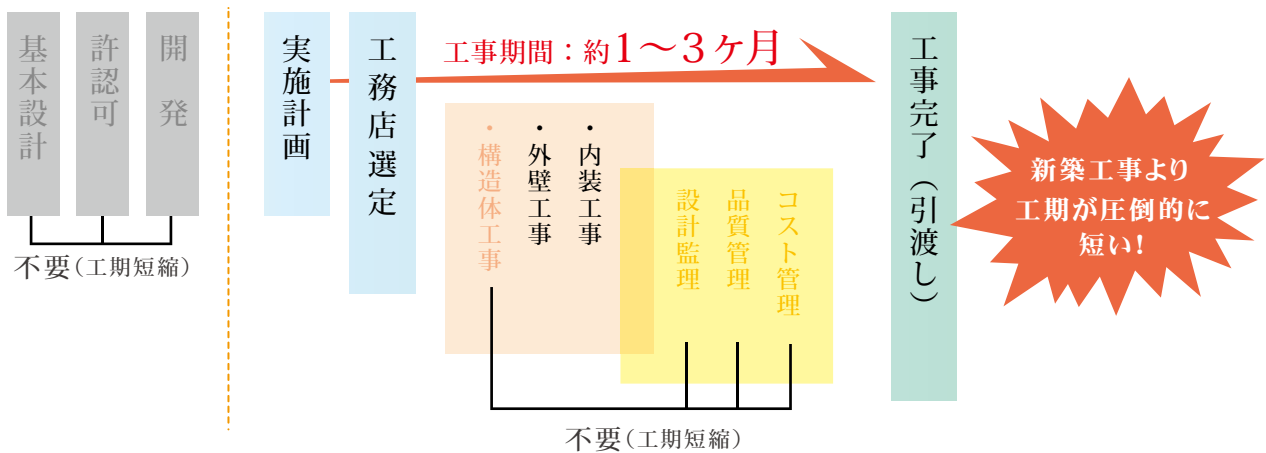 基本設計
許認可
開発
不要(工期短縮)
実施計画
工務店選定
工事期間：約1〜3ヶ月
・構造体工事
・外壁工事
・内装工事
設計監理
品質管理
コスト管理
不要(工期短縮)
工事完了(引渡し)
新築工事より
工期が圧倒的に
短い！